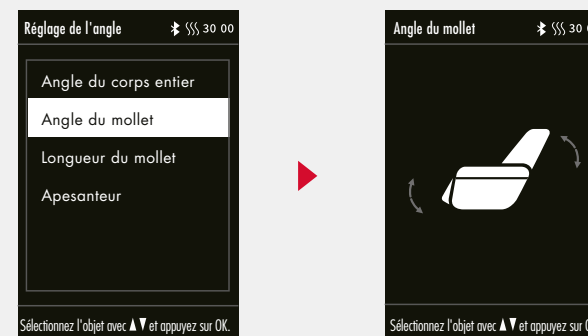 Réglage de l'angle 30 00
Angle du corps entier
Angle du mollet
Longueur du mollet
Apesanteur
Sélectionnez l'objet avec ▲▼ et appuyez sur OK.
Angle du mollet 30
Sélectionnez l'objet avec ▲▼ et appuyez sur